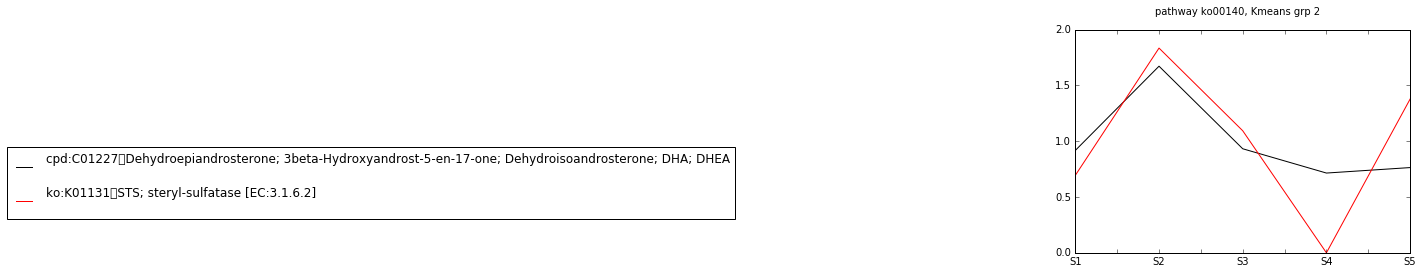 pathway ko00140, Kmeans grp 2
2.0
1.5
1.0
0.5
0.0
S1 S2 S3 S4 S5
cpd:C01227▯Dehydroepiandrosterone; 3beta-Hydroxyandrost-5-en-17-one; Dehydroisoandrosterone; DHA; DHEA
ko:K01131▯STS; steryl-sulfatase [EC:3.1.6.2]